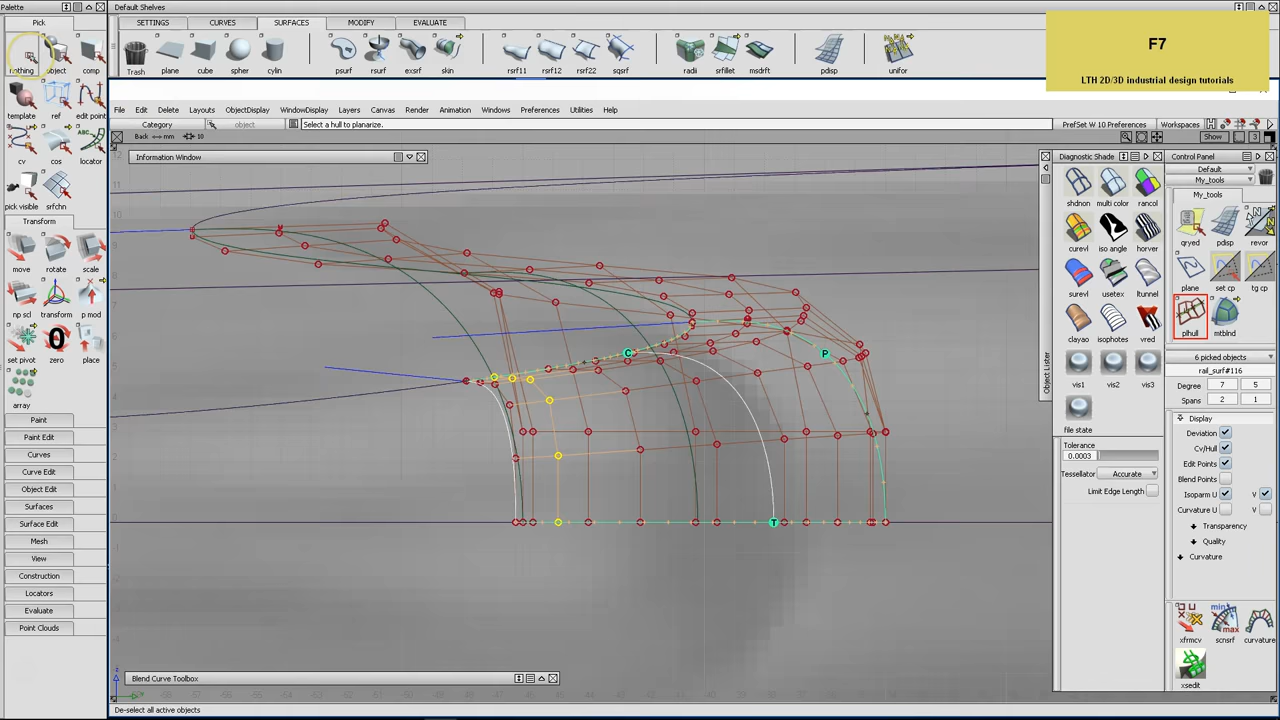 Palette
Default Shelves
Pick
SETTINGS
CURVES
SURFACES
MODIFY
EVALUATE
F7
LTH 2D/3D industrial design tutorials
nothing
object
comp
Trash
plane
cube
spher
cylin
psurf
rsurf
exsrf
skin
rsrf11
rsrf12
rsrf22
sqsrf
radii
srfillet
msdrft
pdisp
unifor
template
ref
edit point
File
Edit
Delete
Layouts
ObjectDisplay
WindowDisplay
Layers
Canvas
Render
Animation
Windows
Preferences
Utilities
Help
Category
object
Select a hull to planarize.
PrefSet W 10 Preferences
Workspaces
Back
mm
10
Show
3
cv
cos
locator
Information Window
Diagnostic Shade
Control Panel
Default
My_tools
My_tools
pick visible
srfchn
shdnon
multi color
rancol
Transform
curevl
iso angle
horver
qryed
pdisp
revor
move
rotate
scale
surevl
usetex
ltunnel
plane
set cp
tg cp
np scl
transform
p mod
clayao
isophotes
vred
plhull
mtblnd
set pivot
zero
place
vis1
vis2
vis3
Object Lister
6 picked objects
rail_surf#116
Degree
7
5
Spans
2
1
array
file state
Paint
Paint Edit
Curves
Curve Edit
Objects
Object Edit
Surfaces
Surface Edit
Mesh
View
Construction
Locators
Evaluate
Point Clouds
Tolerance
0.0003
Tessellator
Accurate
Limit Edge Length
Display
Deviation
Cv/Hull
Edit Points
Blend Points
Isoparm U
V
Curvature U
V
Transparency
Quality
Curvature
C
P
T
xfrmcv
scnsrf
curvature
xsedit
Blend Curve Toolbox
De-select all active objects